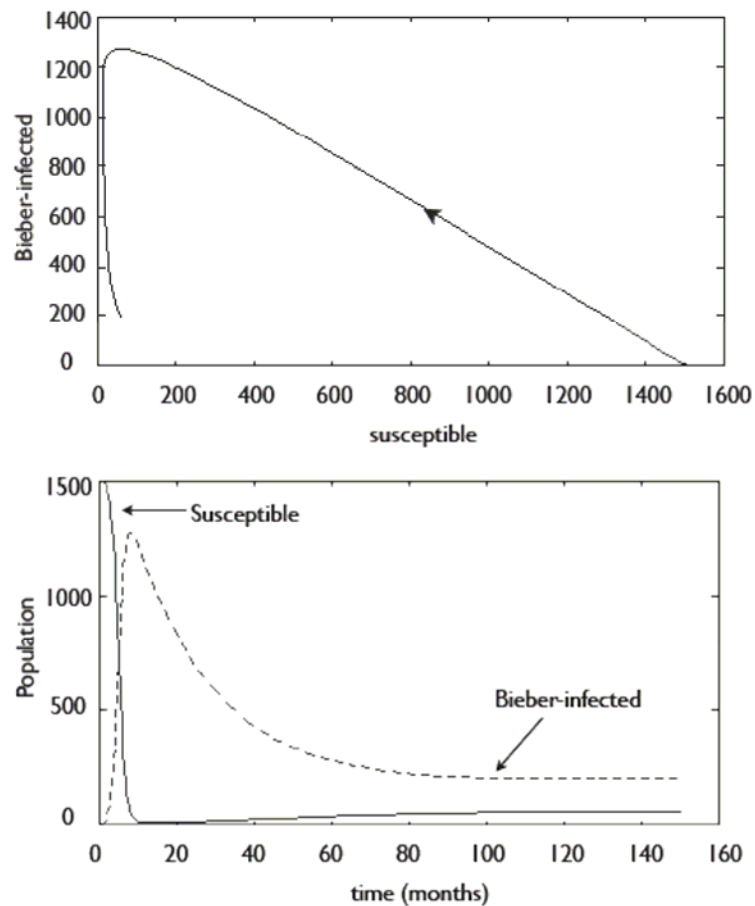 1400
1200
1000
800
600
400
200
0
Bieber-infected
0 200 400 600 800 1000 1200 1400 1600
susceptible
1500
1000
500
0
Population
Susceptible
Bieber-infected
0 20 40 60 80 100 120 140 160
time (months)